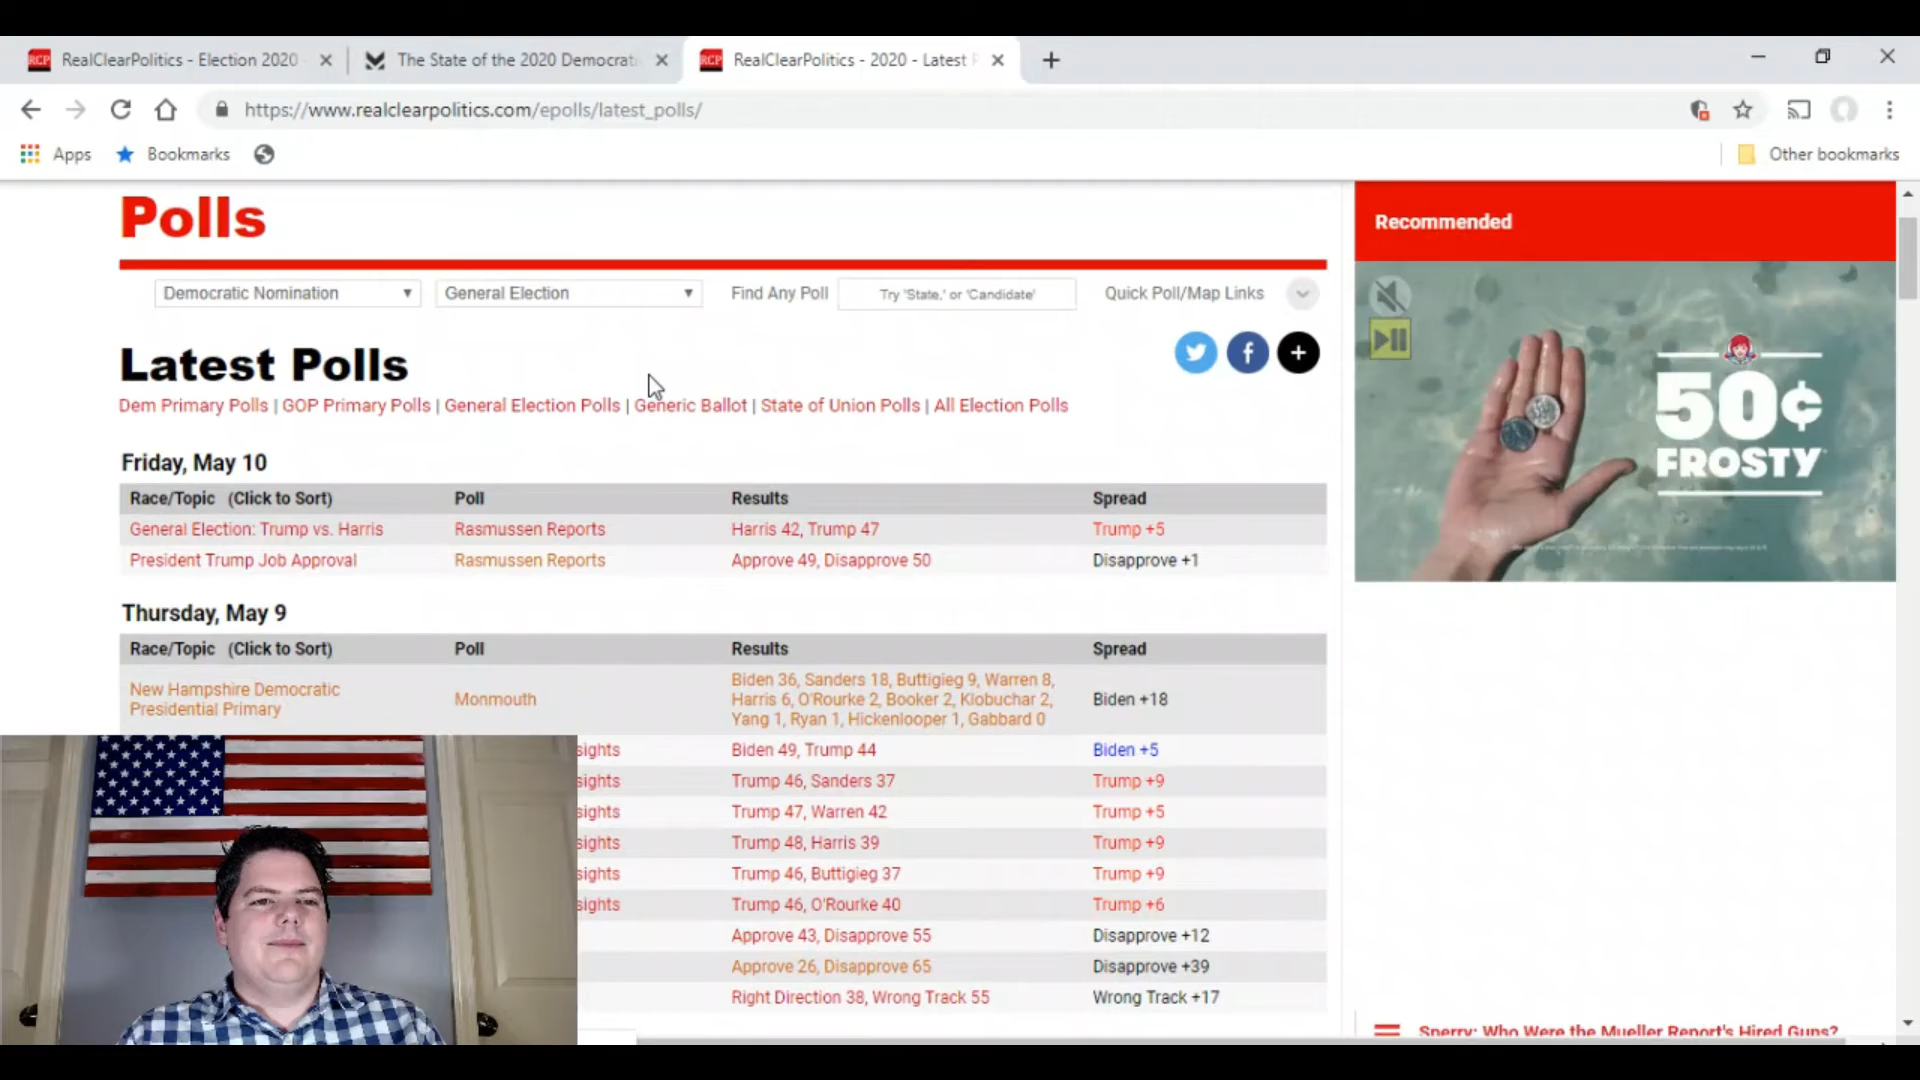 RealClearPolitics - Election 2020
The State of the 2020 Democrat
RealClearPolitics - 2020 - Latest
https://www.realclearpolitics.com/epolls/latest_polls/
Apps Bookmarks Other bookmarks
Polls
Democratic Nomination General Election Find Any Poll Try 'State,' or 'Candidate' Quick Poll/Map Links
Latest Polls
Dem Primary Polls | GOP Primary Polls | General Election Polls | Generic Ballot | State of Union Polls | All Election Polls
Friday, May 10
Race/Topic (Click to Sort) Poll Results Spread
General Election: Trump vs. Harris Rasmussen Reports Harris 42, Trump 47 Trump +5
President Trump Job Approval Rasmussen Reports Approve 49, Disapprove 50 Disapprove +1
Thursday, May 9
Race/Topic (Click to Sort) Poll Results Spread
New Hampshire Democratic Presidential Primary Monmouth Biden 36, Sanders 18, Buttigieg 9, Warren 8, Harris 6, O'Rourke 2, Booker 2, Klobuchar 2, Yang 1, Ryan 1, Hickenlooper 1, Gabbard 0 Biden +18
sights Biden 49, Trump 44 Biden +5
sights Trump 46, Sanders 37 Trump +9
sights Trump 47, Warren 42 Trump +5
sights Trump 48, Harris 39 Trump +9
sights Trump 46, Buttigieg 37 Trump +9
sights Trump 46, O'Rourke 40 Trump +6
Approve 43, Disapprove 55 Disapprove +12
Approve 26, Disapprove 65 Disapprove +39
Right Direction 38, Wrong Track 55 Wrong Track +17
Recommended
50¢
FROSTY
Sperry: Who Were the Mueller Report's Hired Guns?